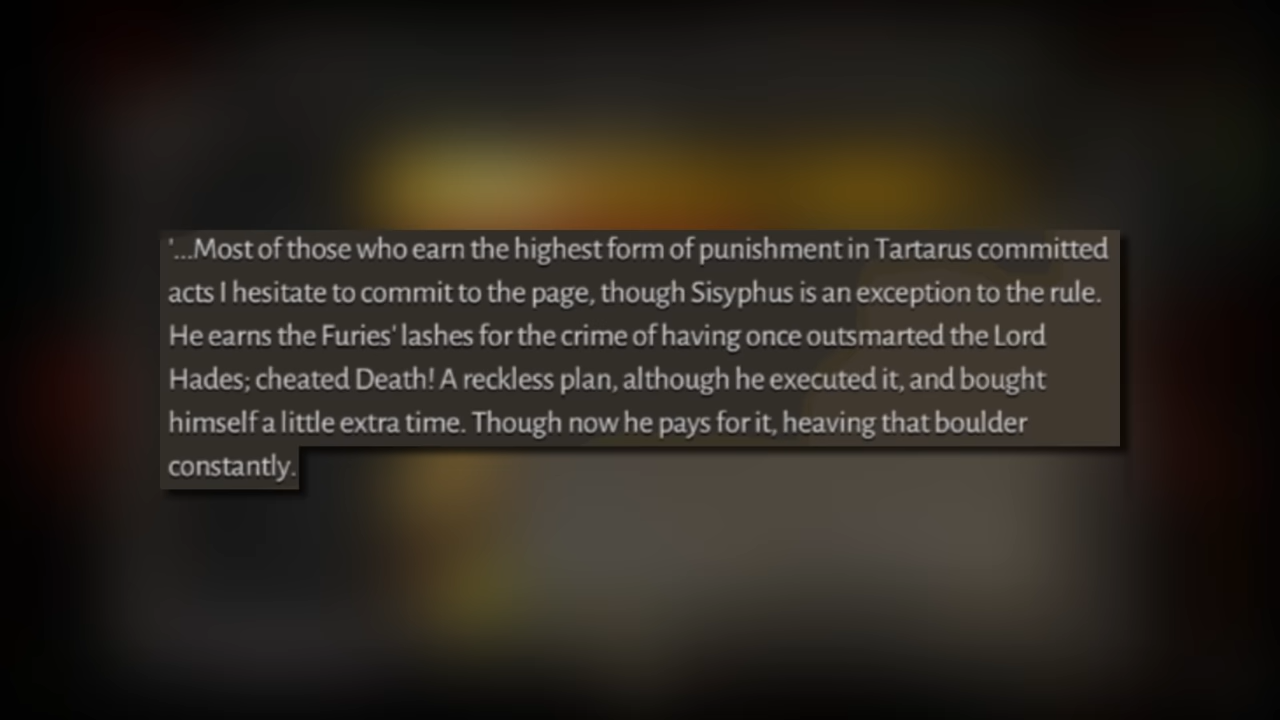 '...Most of those who earn the highest form of punishment in Tartarus committed
acts I hesitate to commit to the page, though Sisyphus is an exception to the rule.
He earns the Furies' lashes for the crime of having once outsmarted the Lord
Hades; cheated Death! A reckless plan, although he executed it, and bought
himself a little extra time. Though now he pays for it, heaving that boulder
constantly.